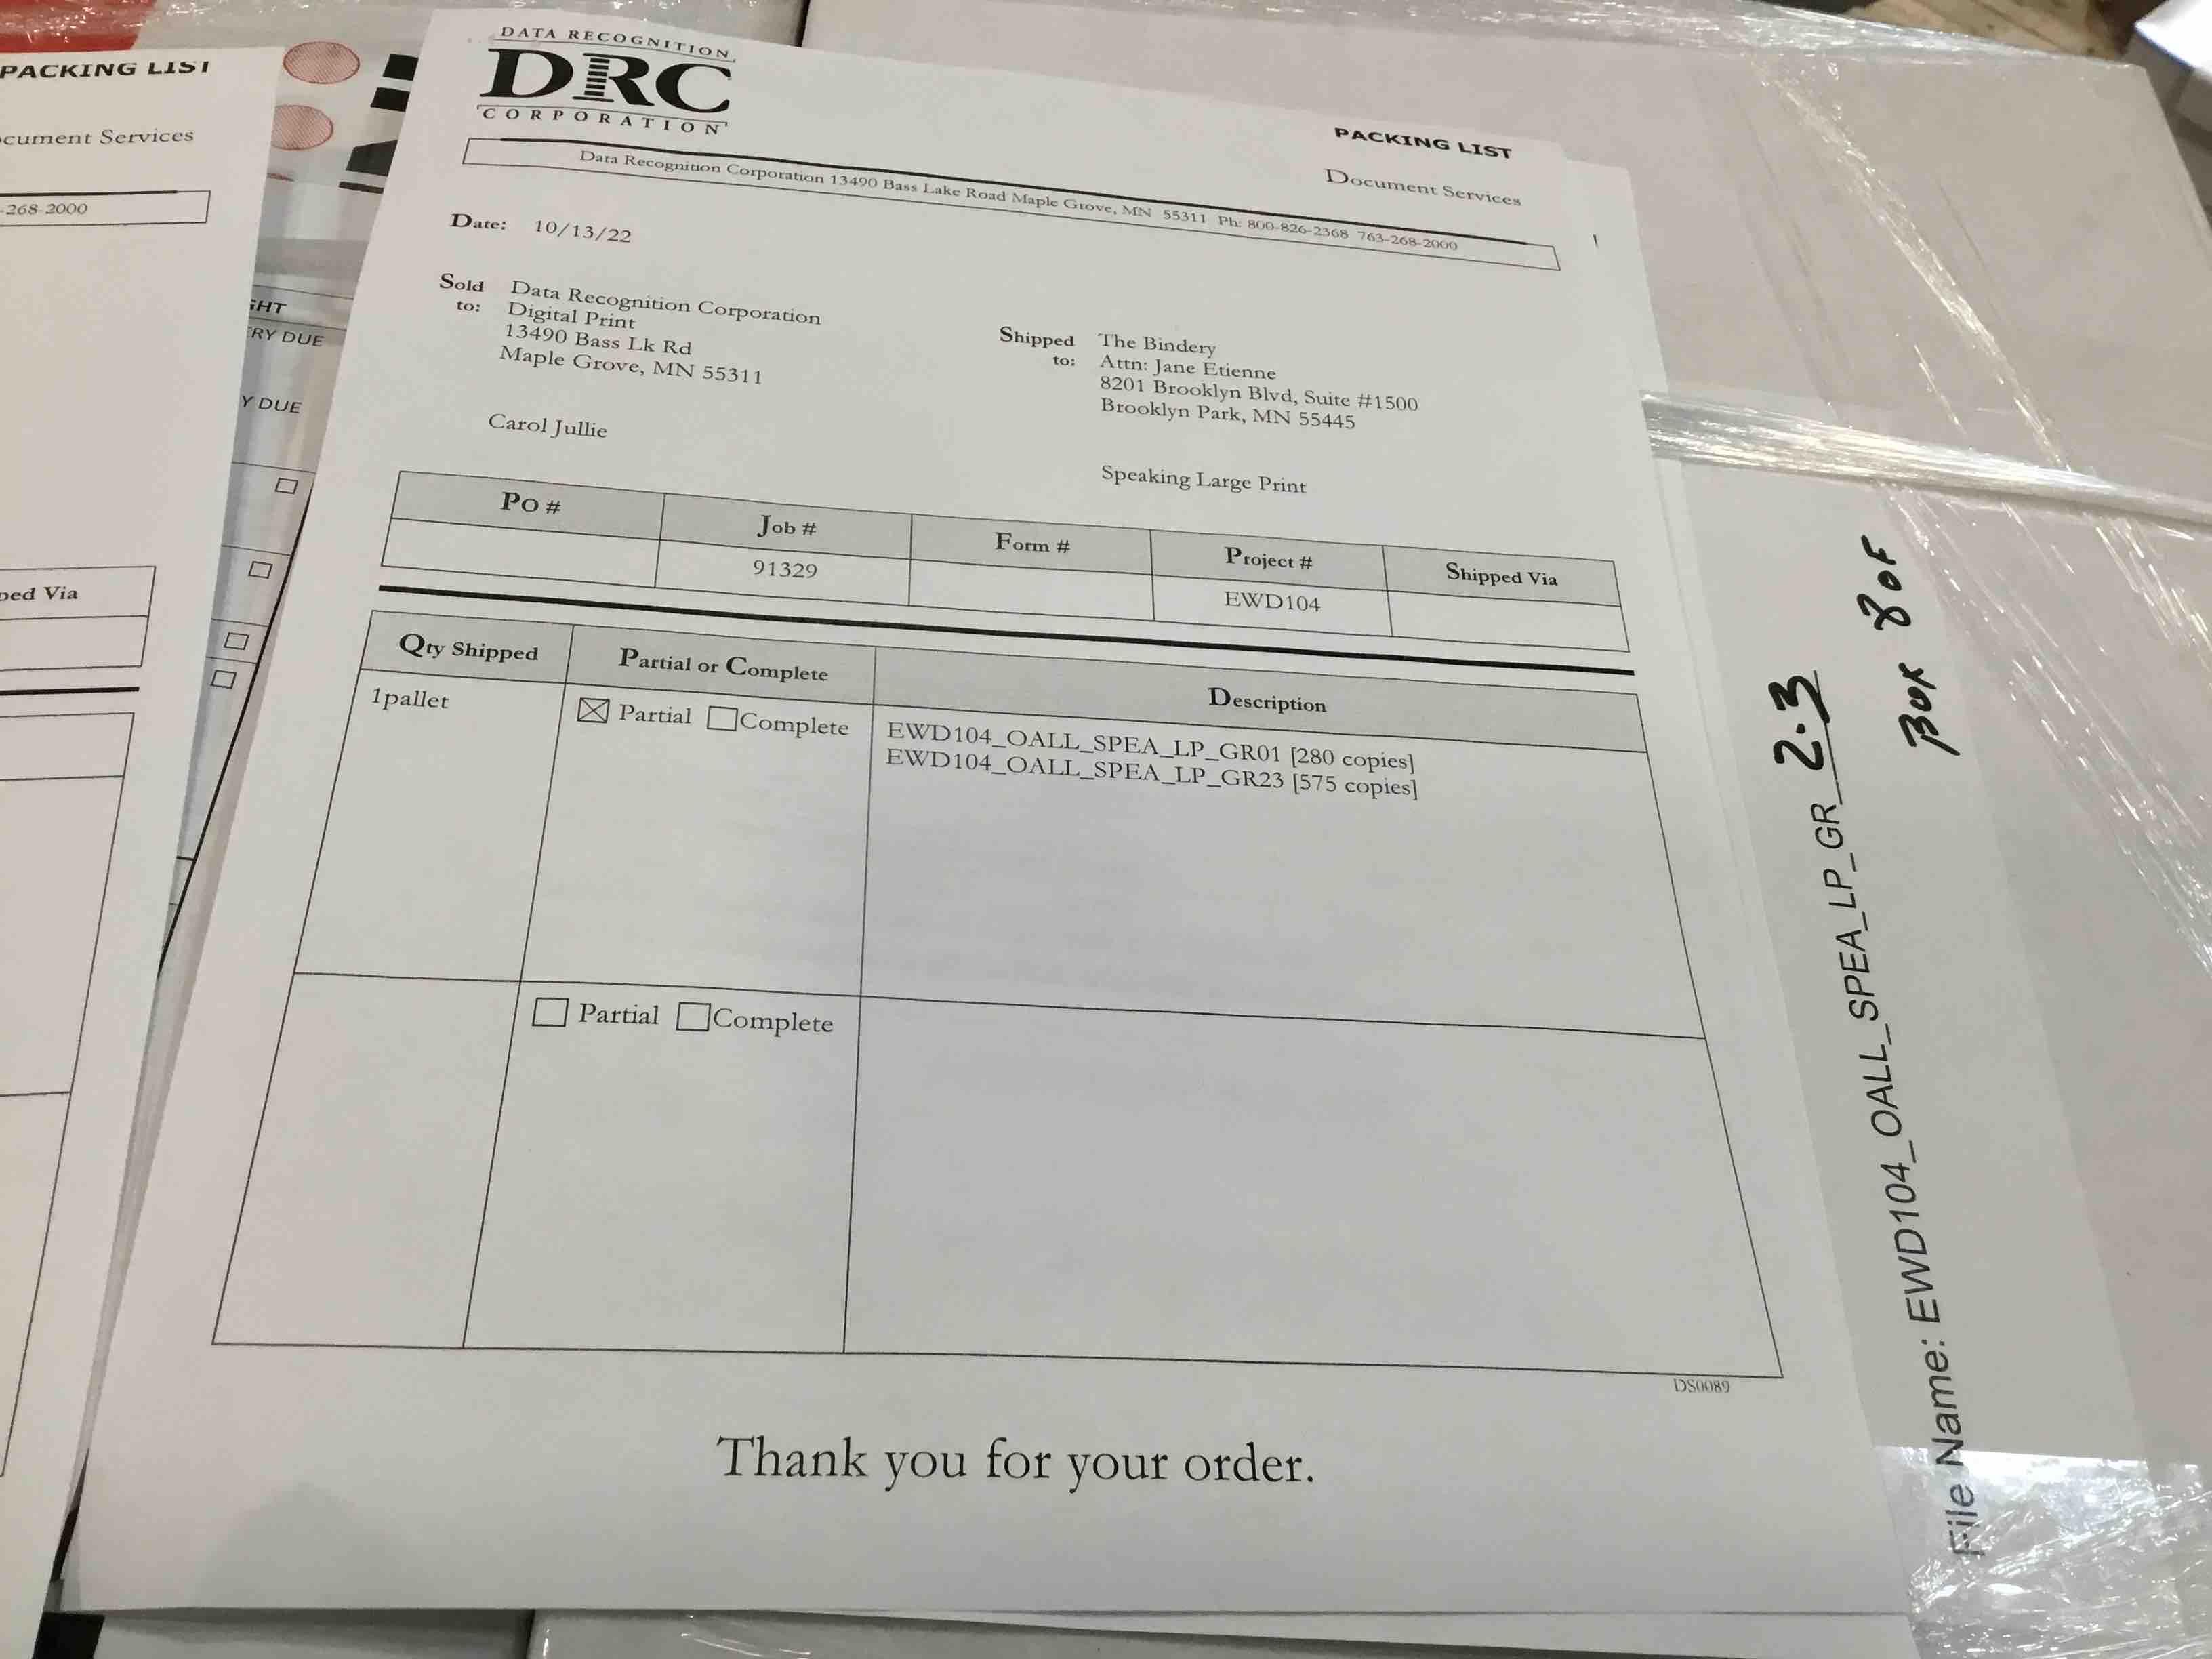 PACKING LIST
cument Services
-268-2000
ped Via
GHT
RY DUE
Y DUE
DATA RECOGNITION
DRC
CORPORATION
PACKING LIST
Document Services
Data Recognition Corporation 13490 Bass Lake Road Maple Grove, MN 55311 Ph: 800-826-2368 763-268-2000
Date: 10/13/22
Sold to: Data Recognition Corporation
Digital Print
13490 Bass Lk Rd
Maple Grove, MN 55311
Carol Jullie
Shipped to: The Bindery
Attn: Jane Etienne
8201 Brooklyn Blvd, Suite #1500
Brooklyn Park, MN 55445
Speaking Large Print
PO # Job # Form # Project # Shipped Via
91329 EWD104
Qty Shipped Partial or Complete Description
1pallet Partial Complete EWD104_OALL_SPEA_LP_GR01 [280 copies]
EWD104_OALL_SPEA_LP_GR23 [575 copies]
Partial Complete
DS0089
Thank you for your order.
File Name: EWD104_OALL_SPEA_LP_GR_2.3
Box 8 of